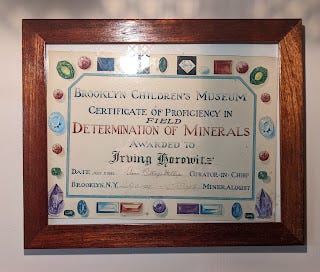 Brooklyn Children's Museum
Certificate of Proficiency in
Field
Determination of Minerals
Awarded to
Irving Horowitz
Date
Curator-in-Chief
Brooklyn, N.Y.
Mineralogist